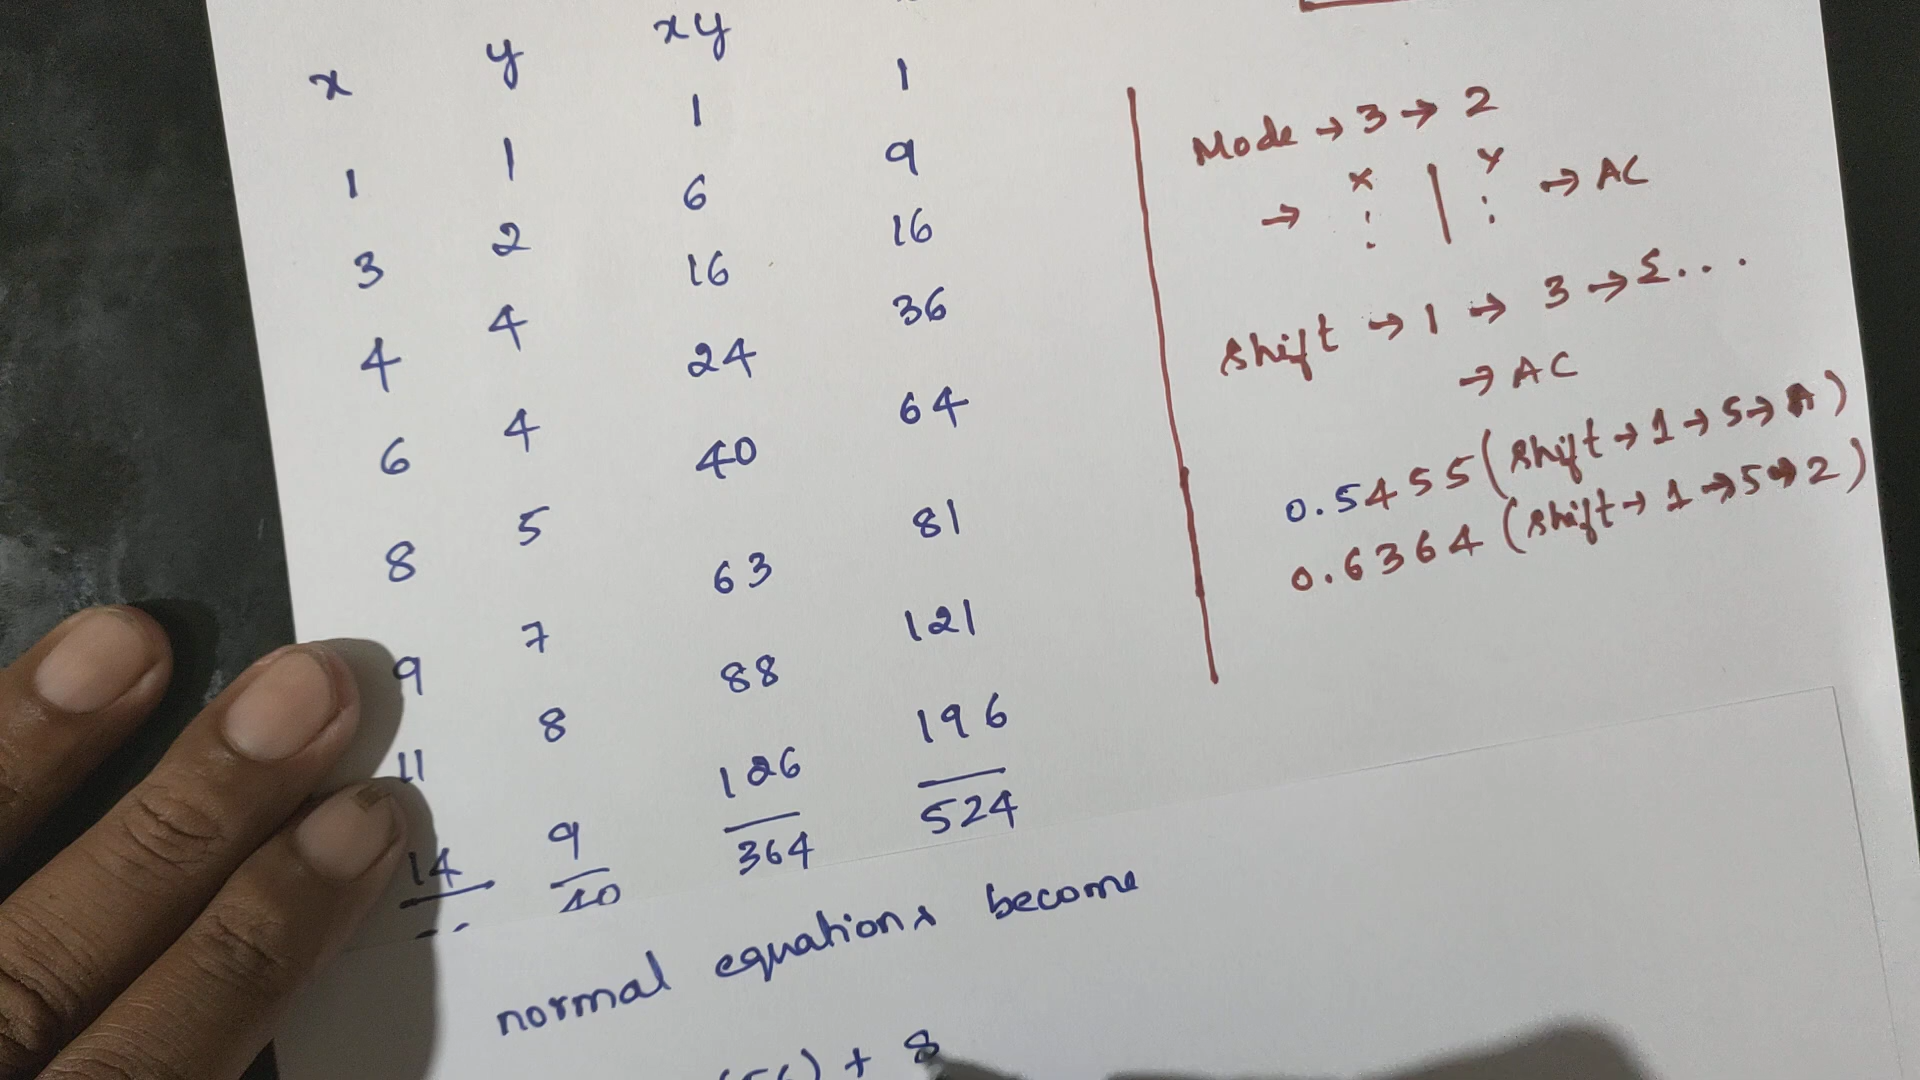 x y xy
1 1 1 1
3 2 6 9
4 4 16 16
6 4 24 36
8 5 40 64
9 7 63 81
11 8 88 121
14 9 126 196
40 364 524
normal equations become
) + 8
Mode → 3 → 2
→ x | y → AC
: :
shift → 1 → 3 → Σ...
→ AC
0.5455 (shift → 1 → 5 → A)
0.6364 (shift → 1 → 5 → 2)